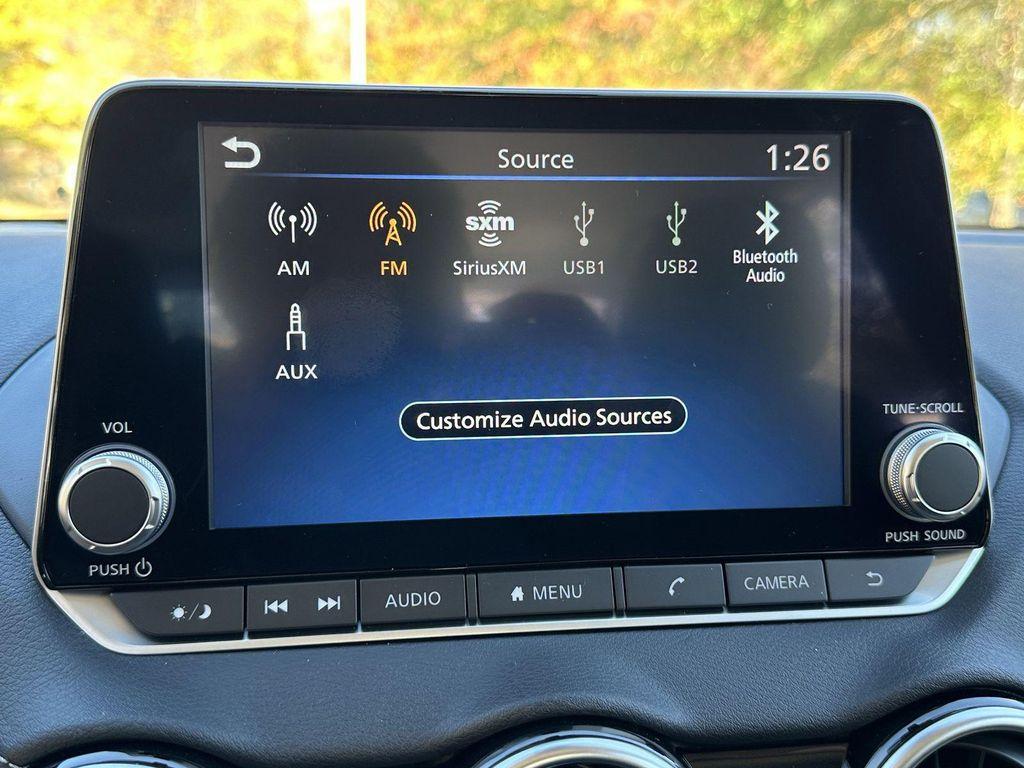 Source
1:26
AM
FM
sxm
SiriusXM
USB1
USB2
Bluetooth
Audio
AUX
Customize Audio Sources
VOL
PUSH
TUNE·SCROLL
PUSH SOUND
AUDIO
MENU
CAMERA